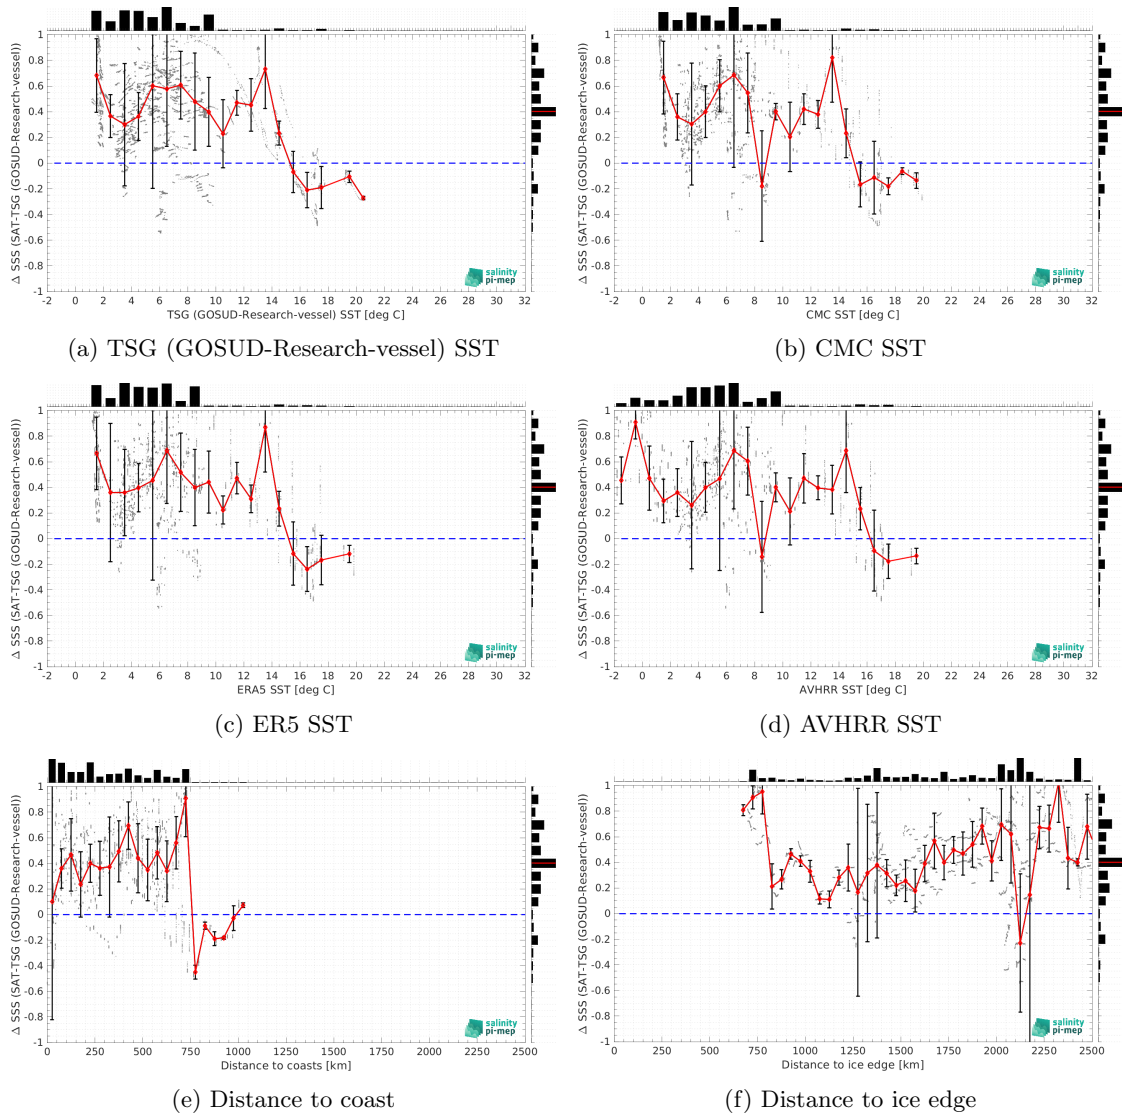 Δ SSS (SAT-TSG (GOSUD-Research-vessel))
1
0.8
0.6
0.4
0.2
0
-0.2
-0.4
-0.6
-0.8
-1
salinity
pi-mep
-2 0 2 4 6 8 10 12 14 16 18 20 22 24 26 28 30 32
TSG (GOSUD-Research-vessel) SST [deg C]
(a) TSG (GOSUD-Research-vessel) SST
Δ SSS (SAT-TSG (GOSUD-Research-vessel))
1
0.8
0.6
0.4
0.2
0
-0.2
-0.4
-0.6
-0.8
-1
salinity
pi-mep
-2 0 2 4 6 8 10 12 14 16 18 20 22 24 26 28 30 32
CMC SST [deg C]
(b) CMC SST
Δ SSS (SAT-TSG (GOSUD-Research-vessel))
1
0.8
0.6
0.4
0.2
0
-0.2
-0.4
-0.6
-0.8
-1
salinity
pi-mep
-2 0 2 4 6 8 10 12 14 16 18 20 22 24 26 28 30 32
ERA5 SST [deg C]
(c) ER5 SST
Δ SSS (SAT-TSG (GOSUD-Research-vessel))
1
0.8
0.6
0.4
0.2
0
-0.2
-0.4
-0.6
-0.8
-1
salinity
pi-mep
-2 0 2 4 6 8 10 12 14 16 18 20 22 24 26 28 30 32
AVHRR SST [deg C]
(d) AVHRR SST
Δ SSS (SAT-TSG (GOSUD-Research-vessel))
1
0.8
0.6
0.4
0.2
0
-0.2
-0.4
-0.6
-0.8
-1
salinity
pi-mep
0 250 500 750 1000 1250 1500 1750 2000 2250 2500
Distance to coasts [km]
(e) Distance to coast
Δ SSS (SAT-TSG (GOSUD-Research-vessel))
1
0.8
0.6
0.4
0.2
0
-0.2
-0.4
-0.6
-0.8
-1
salinity
pi-mep
0 250 500 750 1000 1250 1500 1750 2000 2250 2500
Distance to ice edge [km]
(f) Distance to ice edge